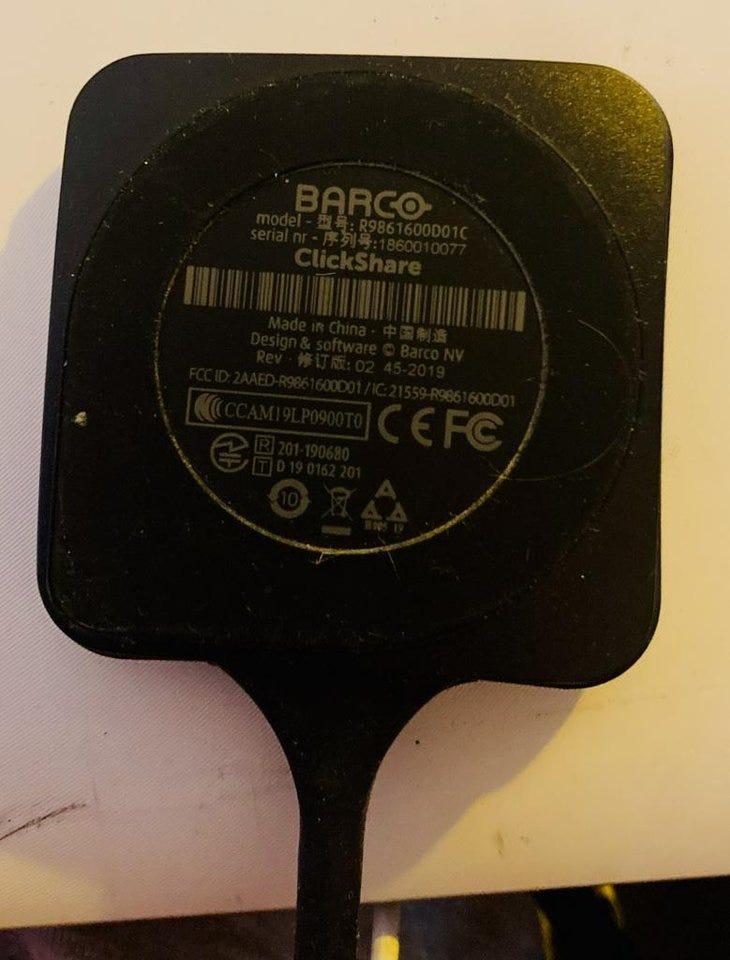 BARCO
model - 型号: R9861600D01C
serial nr - 序列号:1860010077
ClickShare
Made in China - 中国制造
Design & software © Barco NV
Rev - 修订版: 02 45-2019
FCC ID: 2AAED-R9861600D01 / IC: 21559-R9861600D01
CCAM19LP0900T0 CE FC
R 201-190680
T D 19 0162 201
10